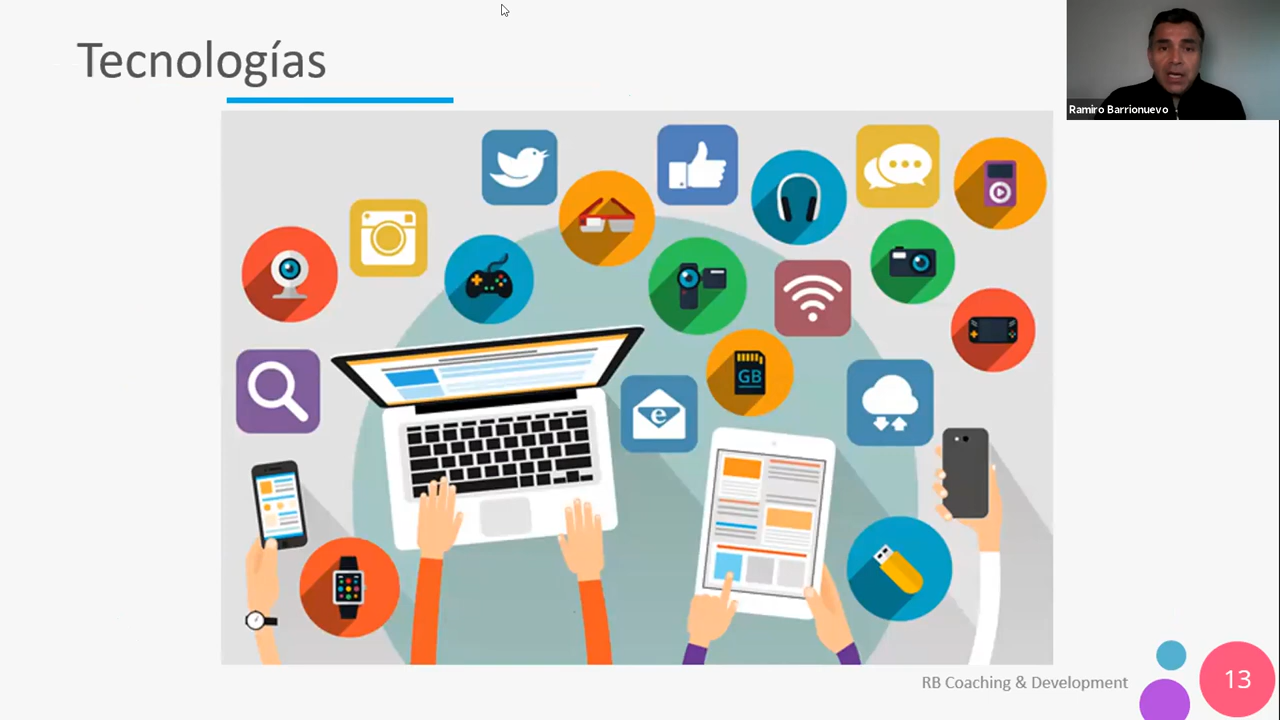 Tecnologías
Ramiro Barrionuevo
GB
e
RB Coaching & Development
13